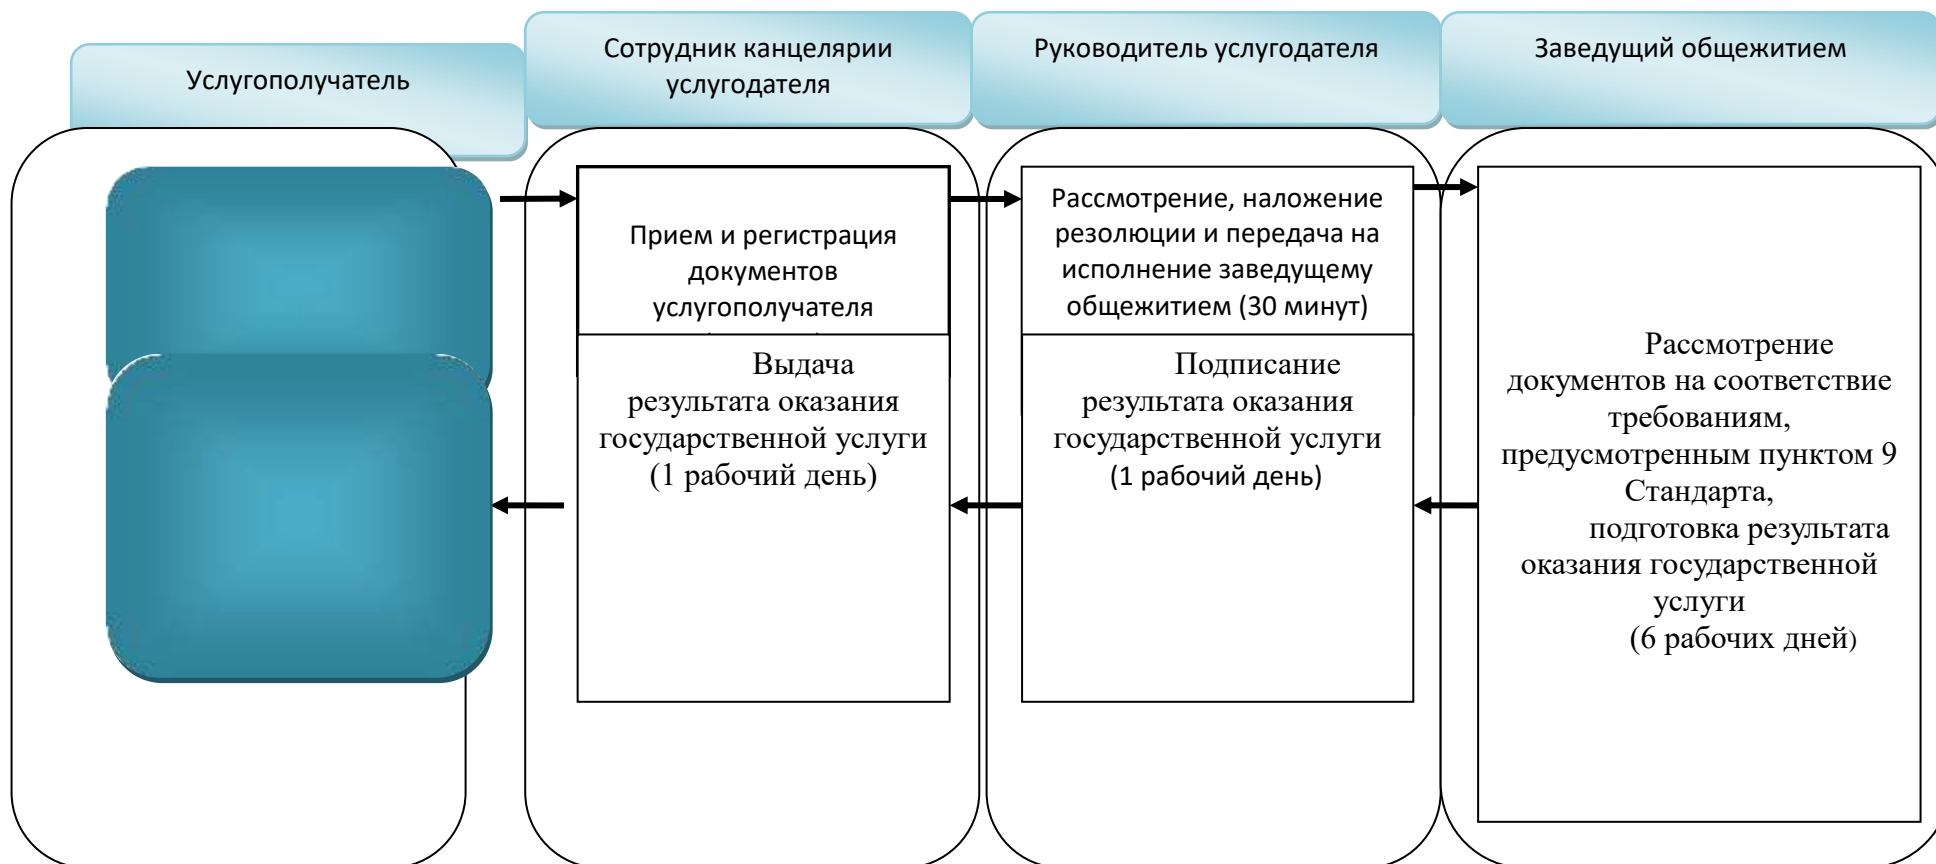 Услугополучатель
Сотрудник канцелярии
услугодателя
Руководитель услугодателя
Заведущий общежитием
Прием и регистрация
документов
услугополучателя
Рассмотрение, наложение
резолюции и передача на
исполнение заведущему
общежитием (30 минут)
Выдача
результата оказания
государственной услуги
(1 рабочий день)
Подписание
результата оказания
государственной услуги
(1 рабочий день)
Рассмотрение
документов на соответствие
требованиям,
предусмотренным пунктом 9
Стандарта,
подготовка результата
оказания государственной
услуги
(6 рабочих дней)